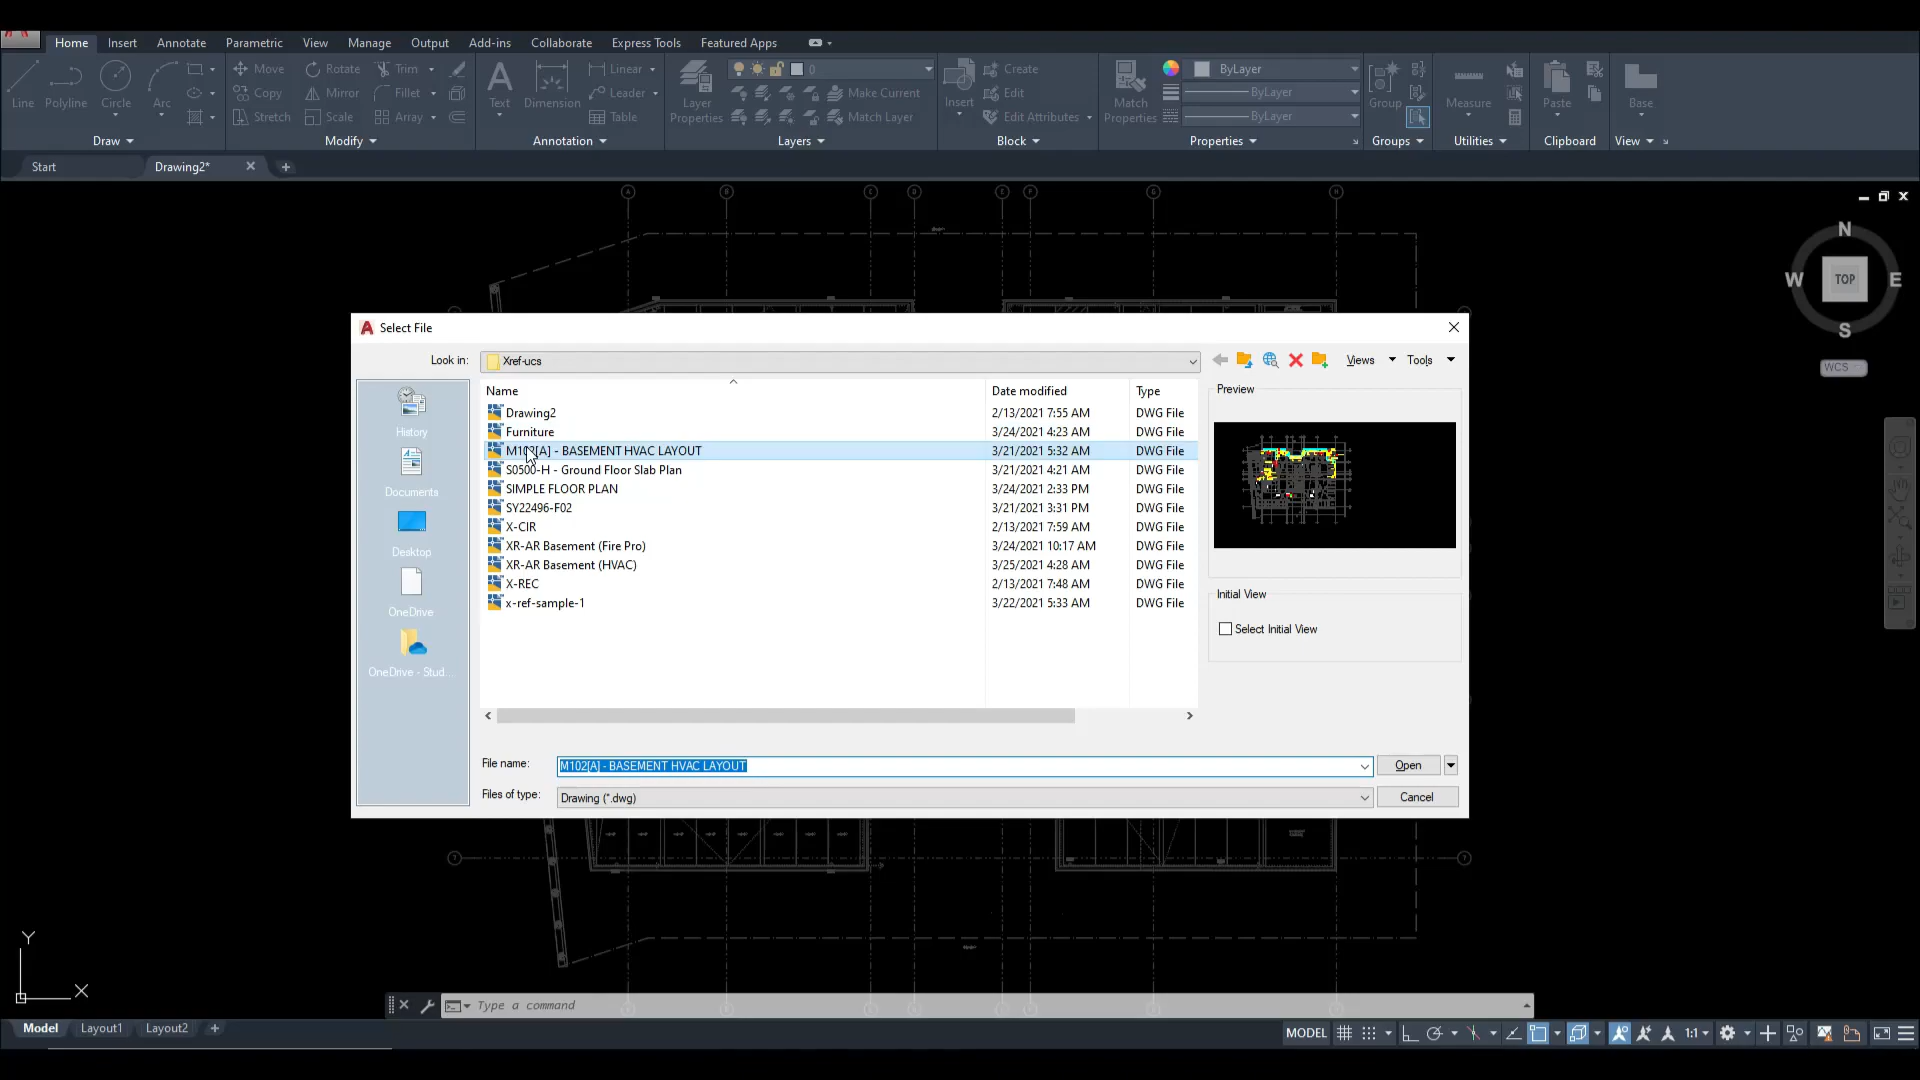 Home Insert Annotate Parametric View Manage Output Add-ins Collaborate Express Tools Featured Apps
Move Rotate Trim Linear 0 Create ByLayer
Copy Mirror Fillet Leader Make Current Edit ByLayer
Line Polyline Circle Arc Text Dimension Layer Properties Insert Match Properties Group Measure Paste Base
Stretch Scale Array Table Match Layer Edit Attributes ByLayer
Draw Modify Annotation Layers Block Properties Groups Utilities Clipboard View
Start Drawing2*
N
W TOP E
S
WCS
Select File
Look in: Xref-ucs Views Tools
Name Date modified Type Preview
Drawing2 2/13/2021 7:55 AM DWG File
Furniture 3/24/2021 4:23 AM DWG File
M102[A] - BASEMENT HVAC LAYOUT 3/21/2021 5:32 AM DWG File
S0500-H - Ground Floor Slab Plan 3/21/2021 4:21 AM DWG File
SIMPLE FLOOR PLAN 3/24/2021 2:33 PM DWG File
SY22496-F02 3/21/2021 3:31 PM DWG File
X-CIR 2/13/2021 7:59 AM DWG File
XR-AR Basement (Fire Pro) 3/24/2021 10:17 AM DWG File
XR-AR Basement (HVAC) 3/25/2021 4:28 AM DWG File
X-REC 2/13/2021 7:48 AM DWG File
x-ref-sample-1 3/22/2021 5:33 AM DWG File
History
Documents
Desktop
OneDrive
OneDrive - Stud...
Initial View
Select Initial View
File name: M102[A] - BASEMENT HVAC LAYOUT Open
Files of type: Drawing (*.dwg) Cancel
Y
X
Type a command
Model Layout1 Layout2 MODEL 1:1